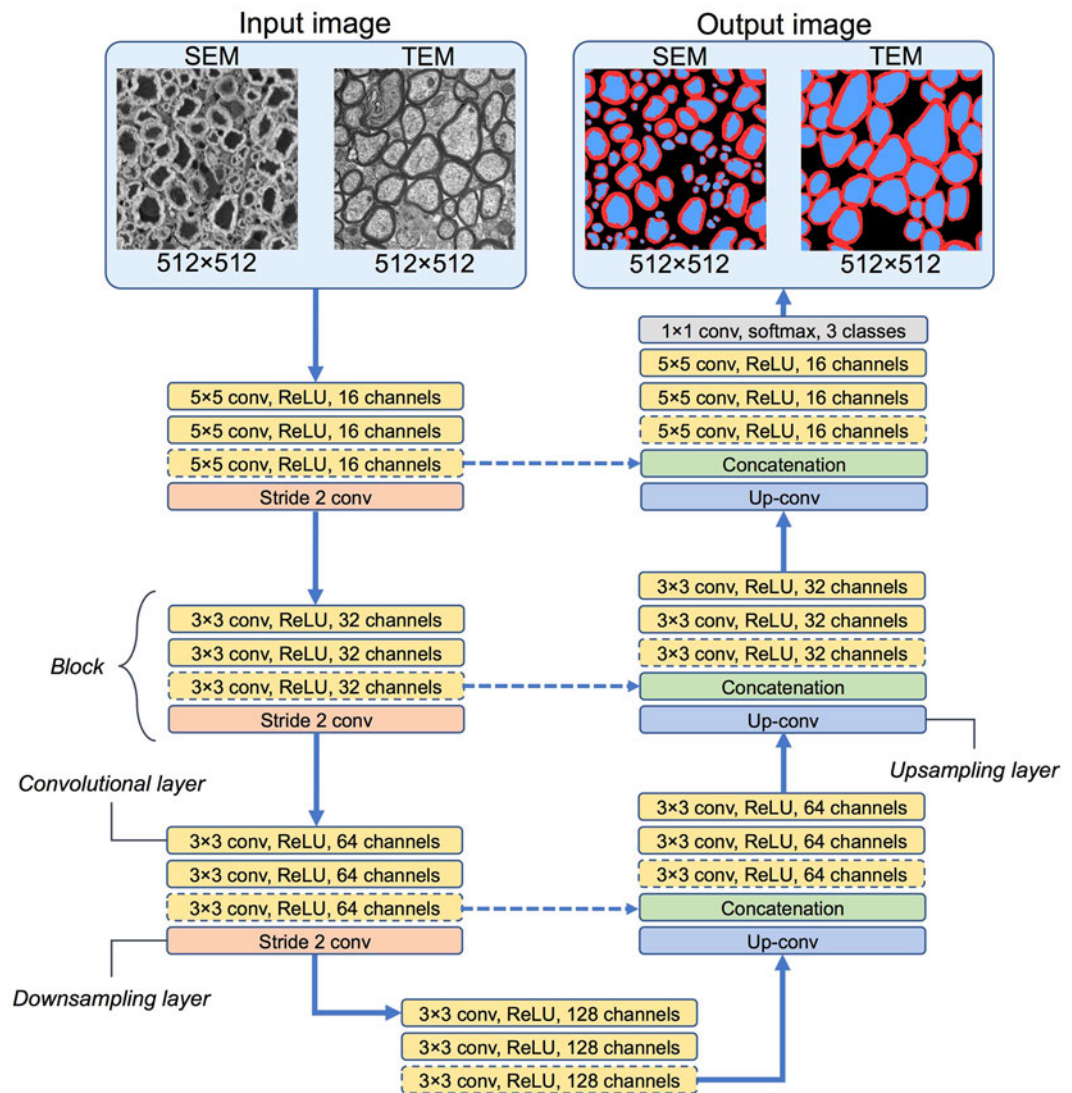 Input image
SEM
TEM
512×512
512×512
Output image
SEM
TEM
512×512
512×512
5×5 conv, ReLU, 16 channels
5×5 conv, ReLU, 16 channels
5×5 conv, ReLU, 16 channels
Stride 2 conv
Block
3×3 conv, ReLU, 32 channels
3×3 conv, ReLU, 32 channels
3×3 conv, ReLU, 32 channels
Stride 2 conv
Convolutional layer
3×3 conv, ReLU, 64 channels
3×3 conv, ReLU, 64 channels
3×3 conv, ReLU, 64 channels
Stride 2 conv
Downsampling layer
3×3 conv, ReLU, 128 channels
3×3 conv, ReLU, 128 channels
3×3 conv, ReLU, 128 channels
1×1 conv, softmax, 3 classes
5×5 conv, ReLU, 16 channels
5×5 conv, ReLU, 16 channels
5×5 conv, ReLU, 16 channels
Concatenation
Up-conv
3×3 conv, ReLU, 32 channels
3×3 conv, ReLU, 32 channels
3×3 conv, ReLU, 32 channels
Concatenation
Up-conv
Upsampling layer
3×3 conv, ReLU, 64 channels
3×3 conv, ReLU, 64 channels
3×3 conv, ReLU, 64 channels
Concatenation
Up-conv